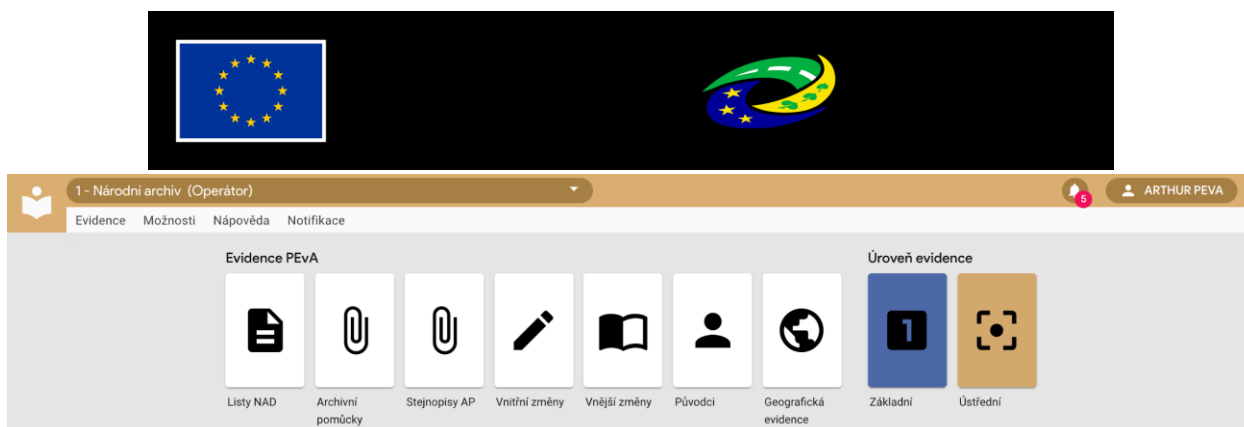 1 - Národní archiv (Operátor)
5
ARTHUR PEVA
Evidence Možnosti Nápověda Notifikace
Evidence PEvA
Úroveň evidence
1
Listy NAD
Archivní
pomůcky
Stejnopisy AP
Vnitřní změny
Vnější změny
Původci
Geografická
evidence
Základní
Ústřední